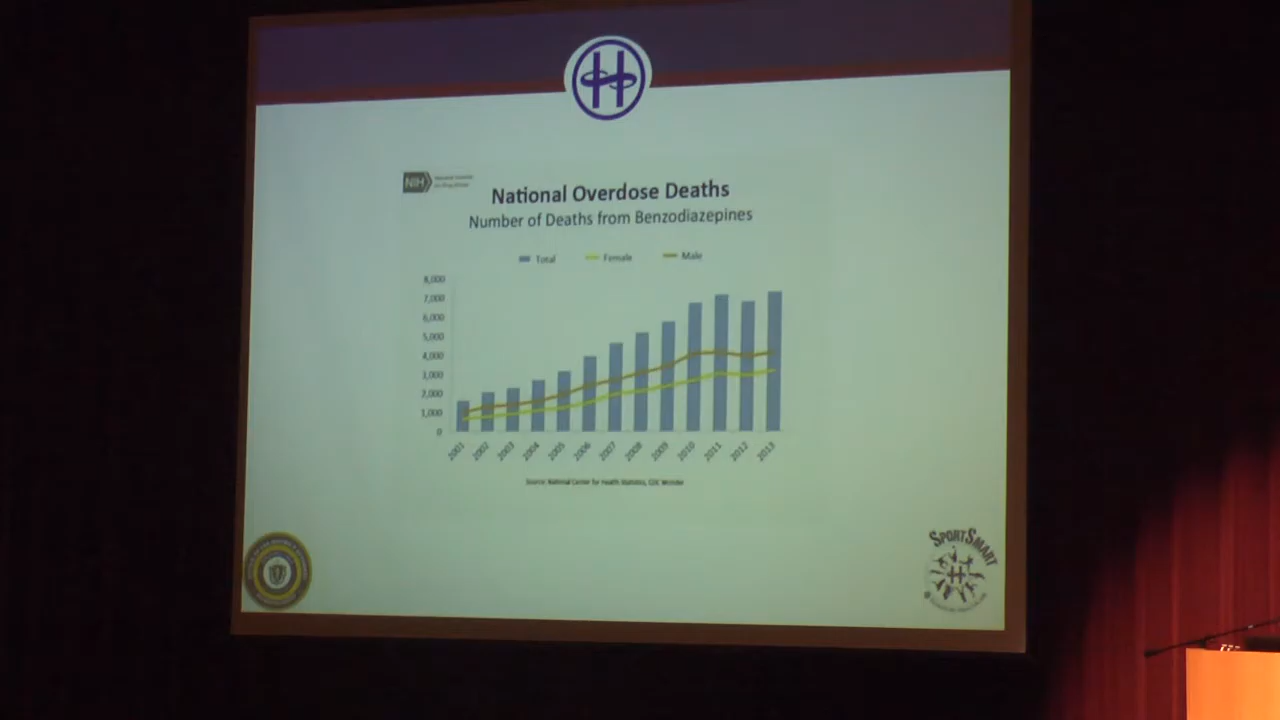 H
NIH
National Overdose Deaths
Number of Deaths from Benzodiazepines
Total Female Male
8,000
7,000
6,000
5,000
4,000
3,000
2,000
1,000
0
2001 2002 2003 2004 2005 2006 2007 2008 2009 2010 2011 2012 2013
Source: National Center for Health Statistics, CDC Wonder
SPORTSMART
H